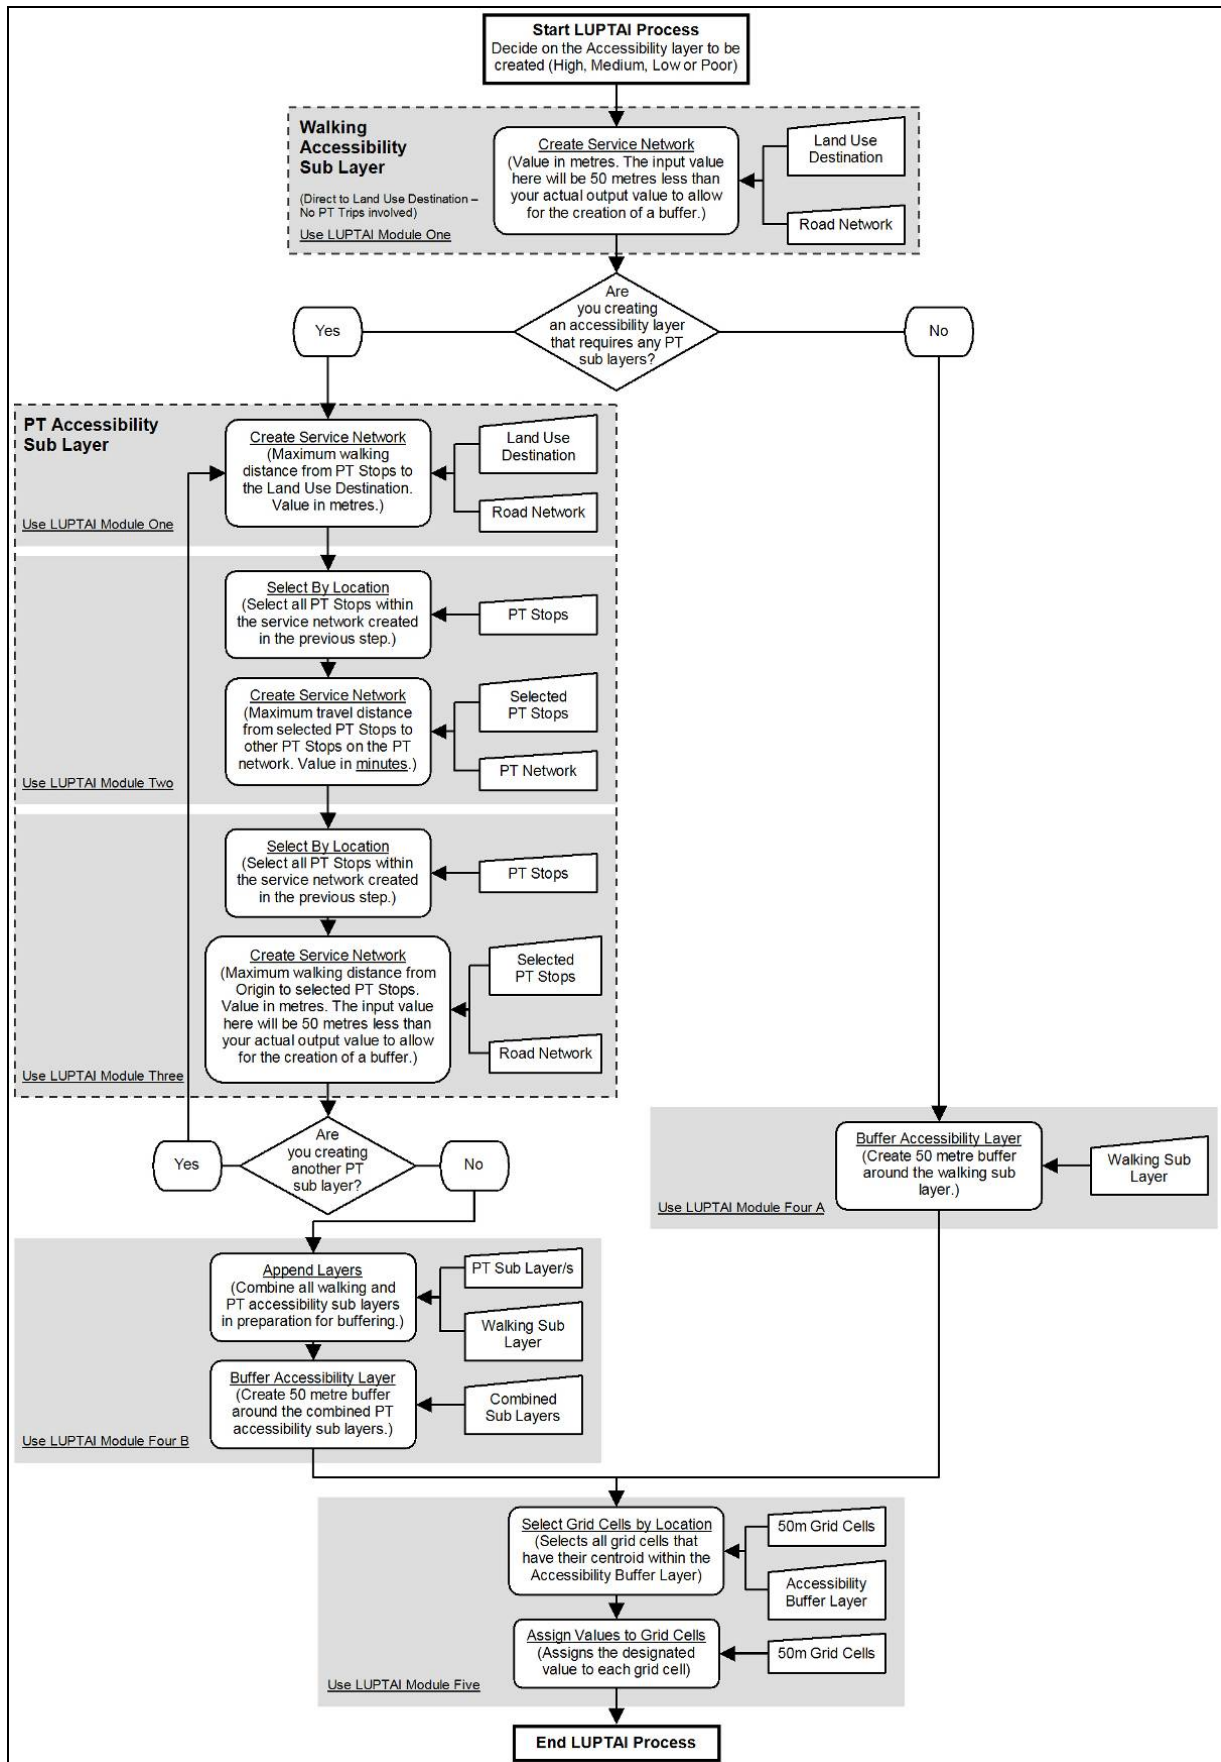 Start LUPTAI Process
Decide on the Accessibility layer to be
created (High, Medium, Low or Poor)
Walking
Accessibility
Sub Layer
(Direct to Land Use Destination –
No PT Trips involved)
Use LUPTAI Module One
Create Service Network
(Value in metres. The input value
here will be 50 metres less than
your actual output value to allow
for the creation of a buffer.)
Land Use
Destination
Road Network
Are
you creating
an accessibility layer
that requires any PT
sub layers?
Yes
No
PT Accessibility
Sub Layer
Use LUPTAI Module One
Create Service Network
(Maximum walking
distance from PT Stops to
the Land Use Destination.
Value in metres.)
Land Use
Destination
Road Network
Select By Location
(Select all PT Stops within
the service network created
in the previous step.)
PT Stops
Create Service Network
(Maximum travel distance
from selected PT Stops to
other PT Stops on the PT
network. Value in minutes.)
Selected
PT Stops
PT Network
Use LUPTAI Module Two
Select By Location
(Select all PT Stops within
the service network created
in the previous step.)
PT Stops
Create Service Network
(Maximum walking distance from
Origin to selected PT Stops.
Value in metres. The input value
here will be 50 metres less than
your actual output value to allow
for the creation of a buffer.)
Selected
PT Stops
Road Network
Use LUPTAI Module Three
Are
you creating
another PT
sub layer?
Yes
No
Buffer Accessibility Layer
(Create 50 metre buffer
around the walking sub
layer.)
Walking Sub
Layer
Use LUPTAI Module Four A
Append Layers
(Combine all walking and
PT accessibility sub layers
in preparation for buffering.)
PT Sub Layer/s
Walking Sub
Layer
Buffer Accessibility Layer
(Create 50 metre buffer
around the combined PT
accessibility sub layers.)
Combined
Sub Layers
Use LUPTAI Module Four B
Select Grid Cells by Location
(Selects all grid cells that
have their centroid within the
Accessibility Buffer Layer)
50m Grid Cells
Accessibility
Buffer Layer
Assign Values to Grid Cells
(Assigns the designated
value to each grid cell)
50m Grid Cells
Use LUPTAI Module Five
End LUPTAI Process